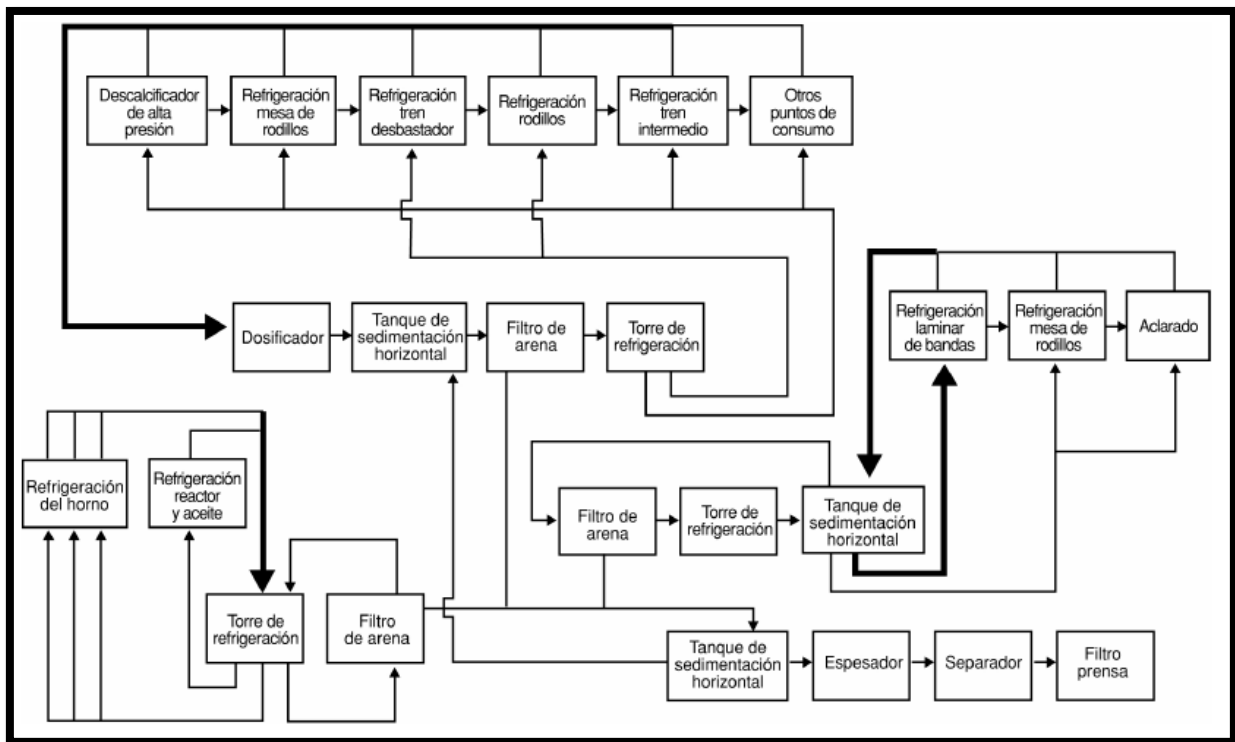 Descalcificador
de alta
presión
Refrigeración
mesa de
rodillos
Refrigeración
tren
desbastador
Refrigeración
rodillos
Refrigeración
tren
intermedio
Otros
puntos de
consumo
Dosificador
Tanque de
sedimentación
horizontal
Filtro de
arena
Torre de
refrigeración
Refrigeración
laminar
de bandas
Refrigeración
mesa de
rodillos
Aclarado
Refrigeración
del horno
Refrigeración
reactor
y aceite
Filtro de
arena
Torre de
refrigeración
Tanque de
sedimentación
horizontal
Torre de
refrigeración
Filtro
de arena
Tanque de
sedimentación
horizontal
Espesador
Separador
Filtro
prensa